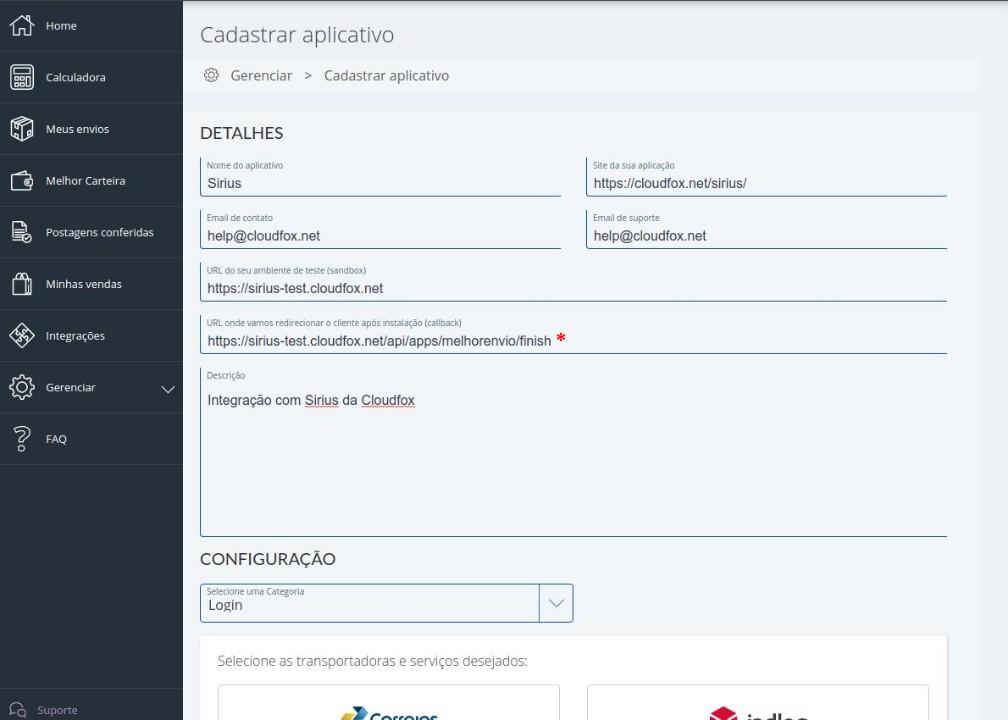 Home
Calculadora
Meus envios
Melhor Carteira
Postagens conferidas
Minhas vendas
Integrações
Gerenciar
FAQ
Suporte
Cadastrar aplicativo
Gerenciar > Cadastrar aplicativo
DETALHES
Nome do aplicativo
Sirius
Site da sua aplicação
https://cloudfox.net/sirius/
Email de contato
help@cloudfox.net
Email de suporte
help@cloudfox.net
URL do seu ambiente de teste (sandbox)
https://sirius-test.cloudfox.net
URL onde vamos redirecionar o cliente após instalação (callback)
https://sirius-test.cloudfox.net/api/apps/melhorenvio/finish *
Descrição
Integração com Sirius da Cloudfox
CONFIGURAÇÃO
Selecione uma Categoria
Login
Selecione as transportadoras e serviços desejados:
Correios